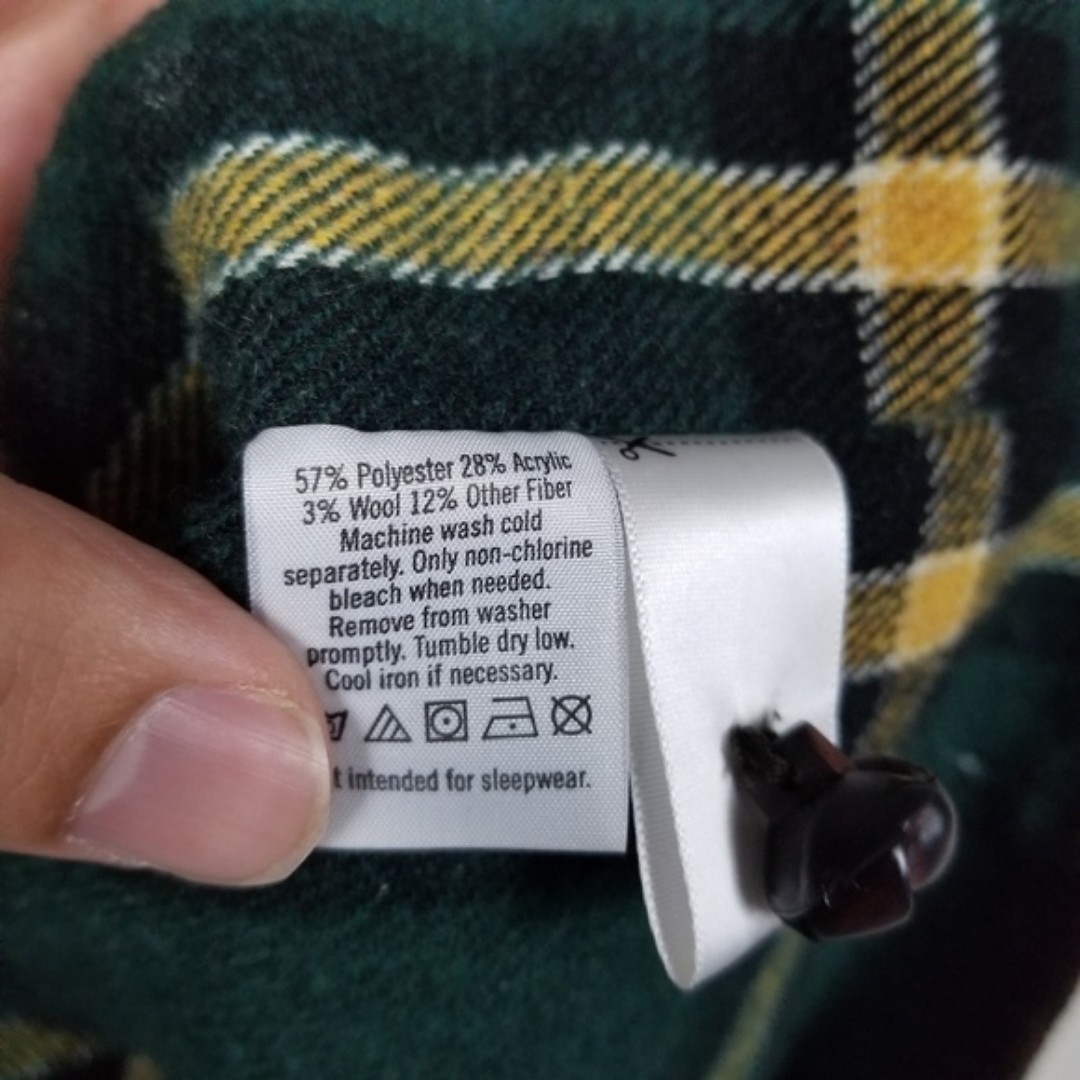 57% Polyester 28% Acrylic
3% Wool 12% Other Fiber
Machine wash cold
separately. Only non-chlorine
bleach when needed.
Remove from washer
promptly. Tumble dry low.
Cool iron if necessary.
intended for sleepwear.